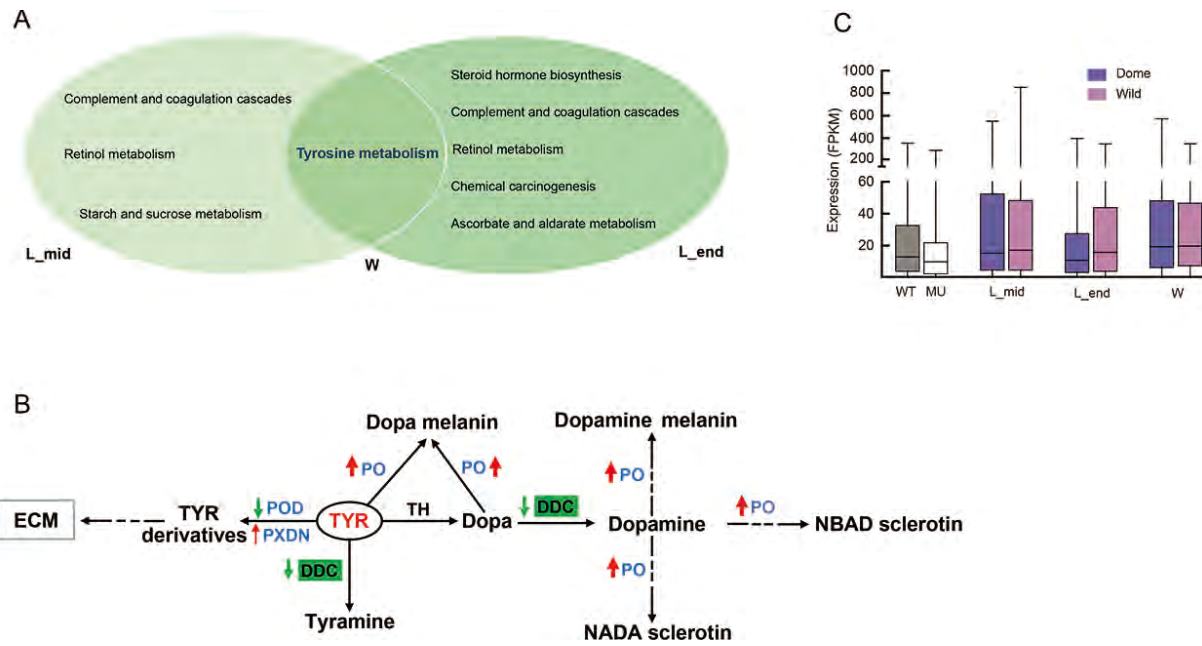 A
Steroid hormone biosynthesis
Complement and coagulation cascades
Complement and coagulation cascades
Retinol metabolism
Tyrosine metabolism
Retinol metabolism
Chemical carcinogenesis
Starch and sucrose metabolism
Ascorbate and aldarate metabolism
L_mid
W
L_end
C
Expression (FPKM)
1000
800
600
400
200
60
40
20
Dome
Wild
WT
MU
L_mid
L_end
W
B
Dopa melanin
Dopamine melanin
PO
PO
PO
ECM
TYR
derivatives
POD
PXDN
TYR
TH
Dopa
DDC
Dopamine
PO
NBAD sclerotin
DDC
PO
Tyramine
NADA sclerotin